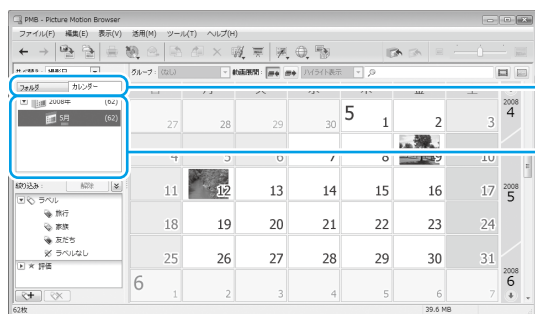 PMB - Picture Motion Browser
ファイル(F) 編集(E) 表示(V) 活用(M) ツール(T) ヘルプ(H)
グループ: (なし) 動画展開: ハイライト表示
フォルダ カレンダー
2008年 (62)
5月 (62)
27 28 29 30 5 1 2 3
2008
4
4 5 6 7 8 9 10
絞り込み: 解除
11 12 13 14 15 16 17
2008
5
ラベル
旅行
家族
友だち
ラベルなし
評価
18 19 20 21 22 23 24
25 26 27 28 29 30 31
6 1 2 3 4 5 6 7
2008
6
62枚 39.6 MB